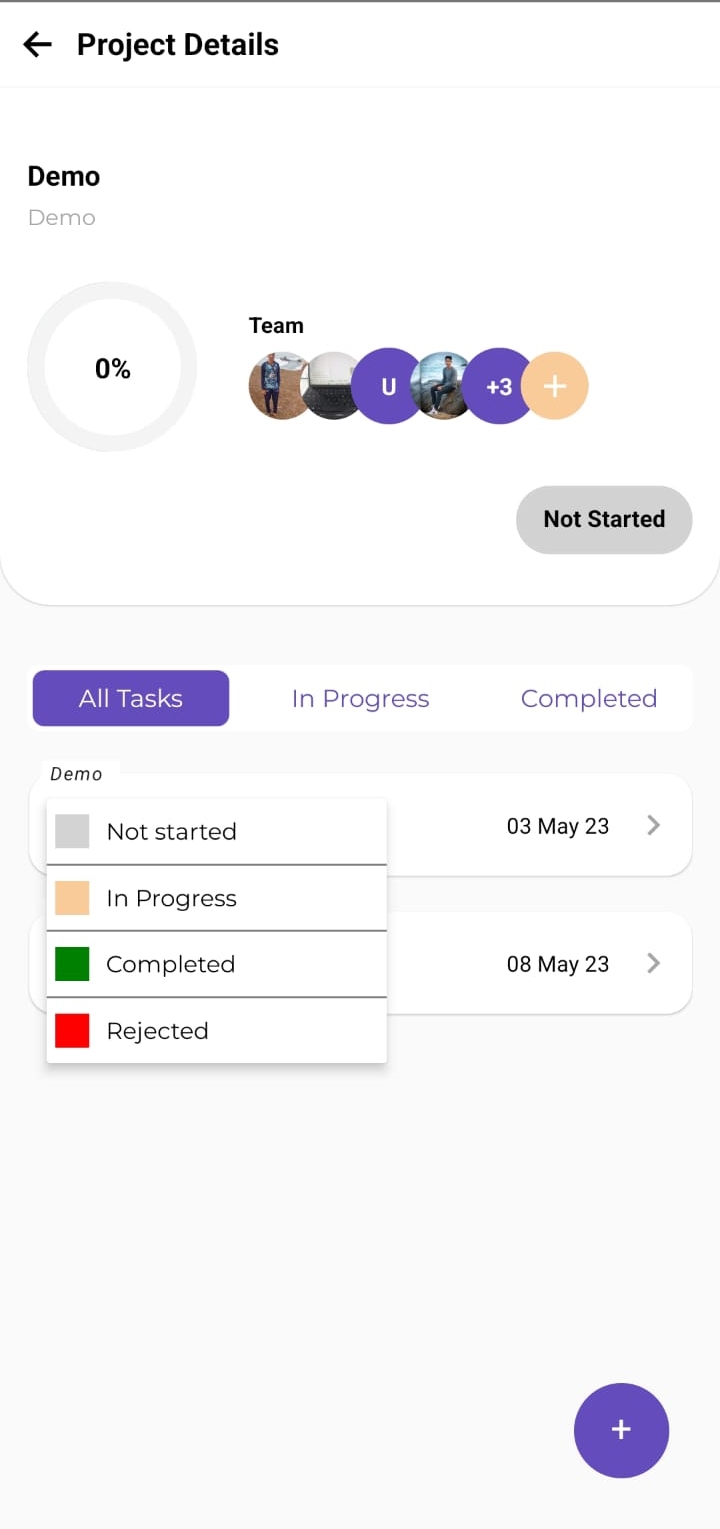 Project Details
Demo
Demo
0%
Team
U
+3
+
Not Started
All Tasks In Progress Completed
Demo
Not started
03 May 23
In Progress
Completed
08 May 23
Rejected
+